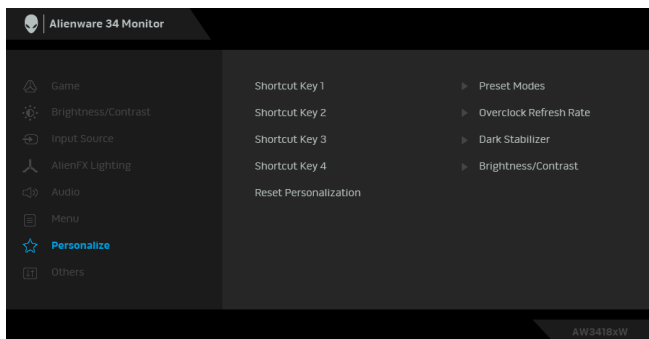 Alienware 34 Monitor
Game
Brightness/Contrast
Input Source
AlienFX Lighting
Audio
Menu
Personalize
Others
Shortcut Key 1 Preset Modes
Shortcut Key 2 Overclock Refresh Rate
Shortcut Key 3 Dark Stabilizer
Shortcut Key 4 Brightness/Contrast
Reset Personalization
AW3418xW